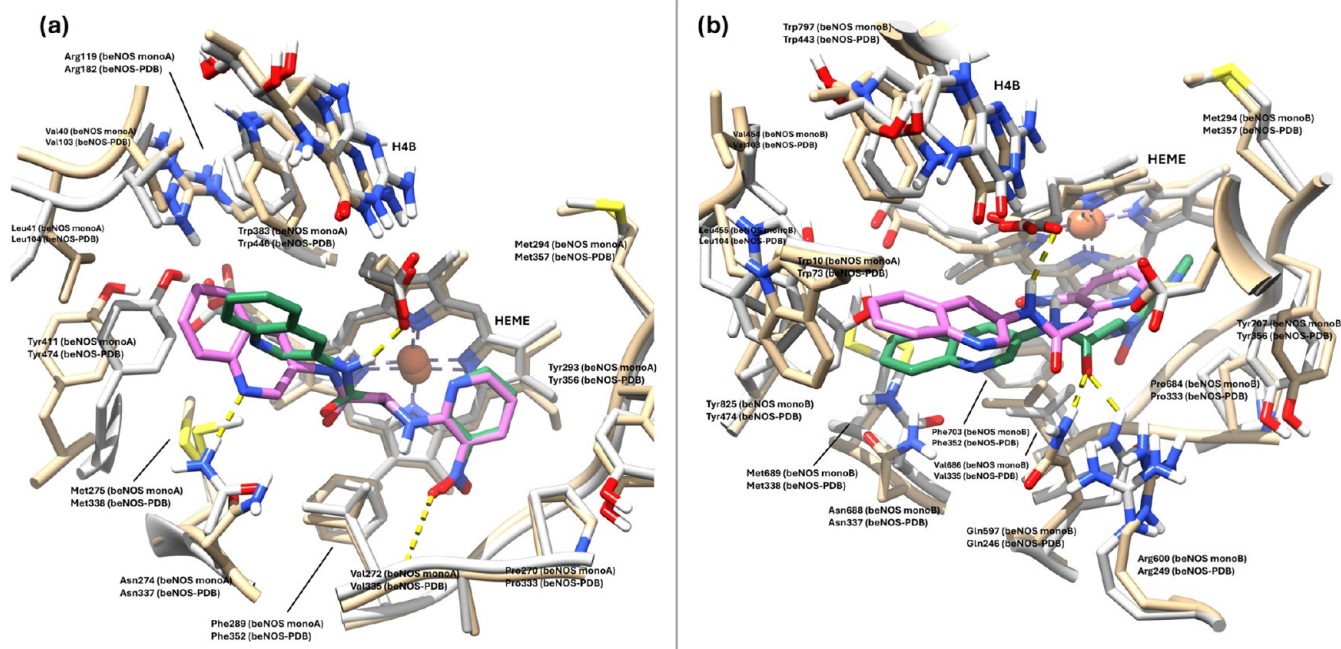 (a)
Arg119 (beNOS monoA)
Arg182 (beNOS-PDB)
Val40 (beNOS monoA)
Val103 (beNOS-PDB)
H4B
Leu41 (beNOS monoA)
Leu104 (beNOS-PDB)
Trp383 (beNOS monoA)
Trp446 (beNOS-PDB)
Met294 (beNOS monoA)
Met357 (beNOS-PDB)
HEME
Tyr411 (beNOS monoA)
Tyr474 (beNOS-PDB)
Tyr293 (beNOS monoA)
Tyr356 (beNOS-PDB)
Met275 (beNOS monoA)
Met338 (beNOS-PDB)
Asn274 (beNOS monoA)
Asn337 (beNOS-PDB)
Val272 (beNOS monoA)
Val335 (beNOS-PDB)
Pro270 (beNOS monoA)
Pro333 (beNOS-PDB)
Phe289 (beNOS monoA)
Phe352 (beNOS-PDB)
(b)
Trp797 (beNOS monoB)
Trp443 (beNOS-PDB)
H4B
Met294 (beNOS monoB)
Met357 (beNOS-PDB)
Val454 (beNOS monoB)
Val103 (beNOS-PDB)
HEME
Leu455 (beNOS monoB)
Leu104 (beNOS-PDB)
Trp10 (beNOS monoA)
Trp73 (beNOS-PDB)
Tyr707 (beNOS monoB)
Tyr356 (beNOS-PDB)
Tyr825 (beNOS monoB)
Tyr474 (beNOS-PDB)
Pro684 (beNOS monoB)
Pro333 (beNOS-PDB)
Phe703 (beNOS monoB)
Phe352 (beNOS-PDB)
Met689 (beNOS monoB)
Met338 (beNOS-PDB)
Val686 (beNOS monoB)
Val335 (beNOS-PDB)
Asn688 (beNOS monoB)
Asn337 (beNOS-PDB)
Gln597 (beNOS monoB)
Gln246 (beNOS-PDB)
Arg600 (beNOS monoB)
Arg249 (beNOS-PDB)